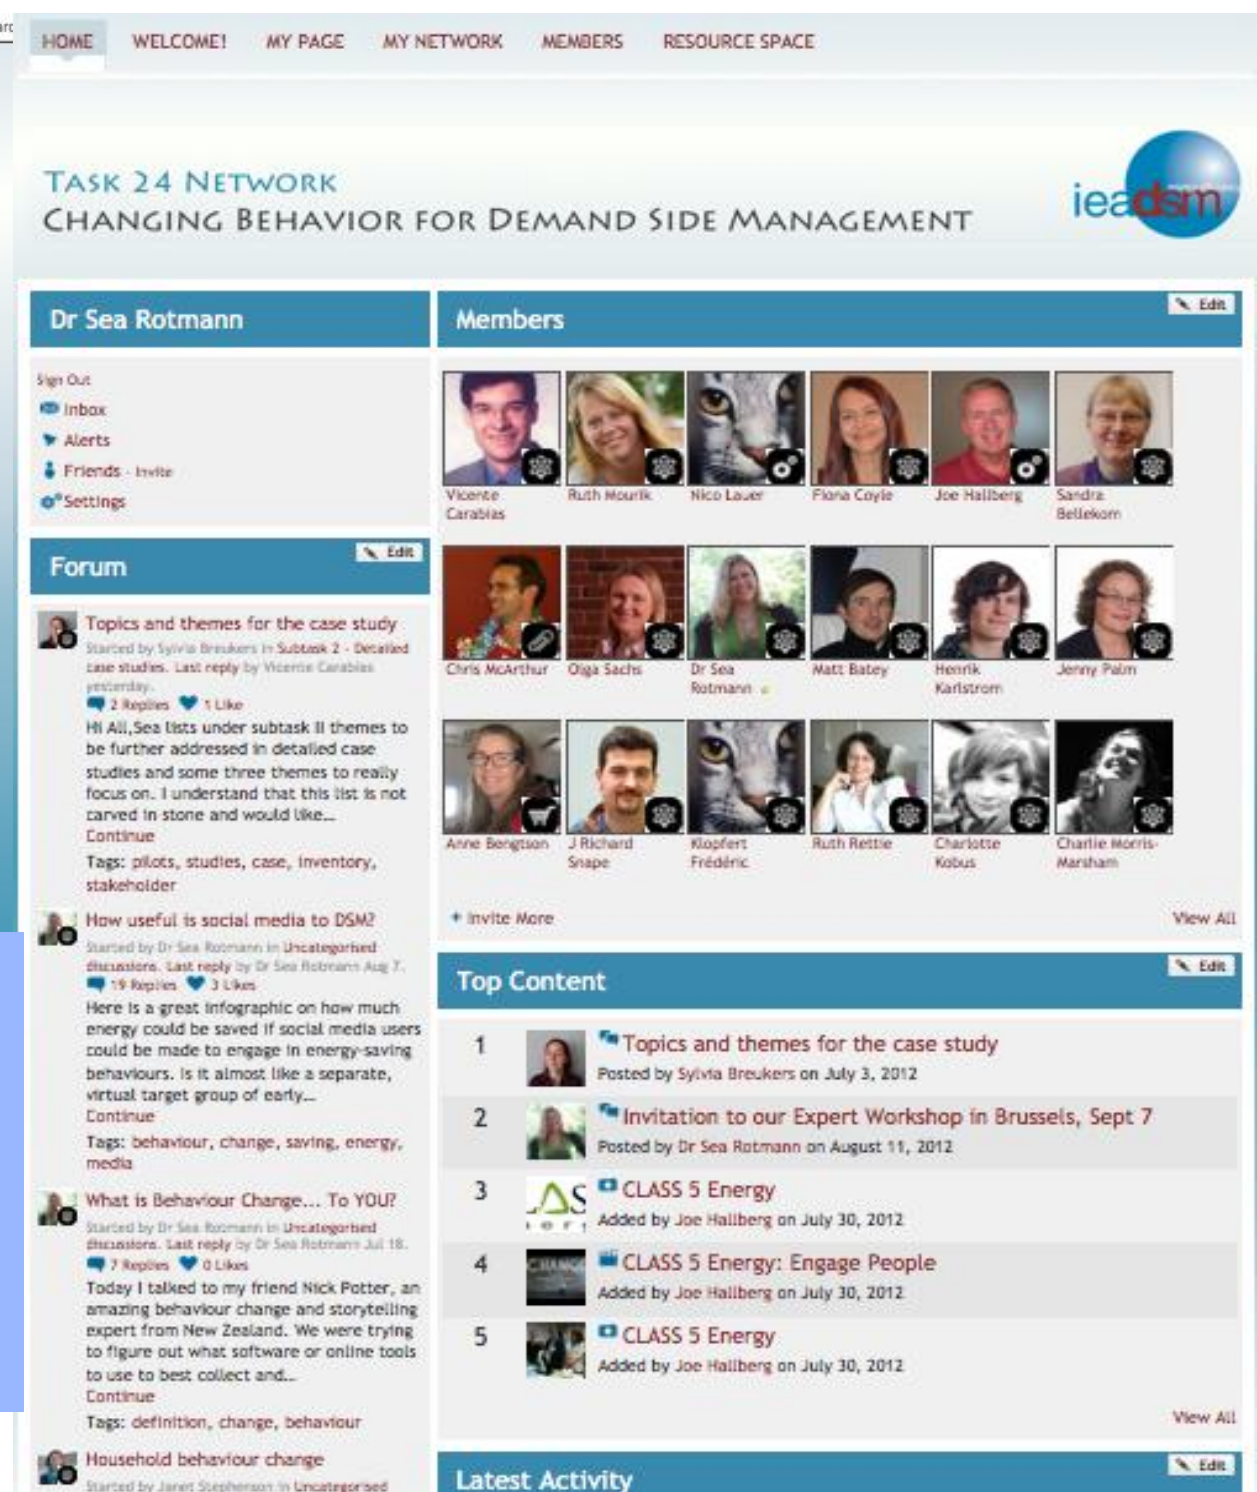 HOME WELCOME! MY PAGE MY NETWORK MEMBERS RESOURCE SPACE
TASK 24 NETWORK
CHANGING BEHAVIOR FOR DEMAND SIDE MANAGEMENT
ieadsm
Dr Sea Rotmann
Sign Out
Inbox
Alerts
Friends - Invite
Settings
Forum
Edit
Topics and themes for the case study
Started by Sylvia Breukers in Subtask 2 - Detailed
case studies. Last reply by Vicente Carabias
yesterday.
2 Replies 1 Like
Hi All,Sea lists under subtask II themes to
be further addressed in detailed case
studies and some three themes to really
focus on. I understand that this list is not
carved in stone and would like…
Continue
Tags: pilots, studies, case, inventory,
stakeholder
How useful is social media to DSM?
Started by Dr Sea Rotmann in Uncategorised
discussions. Last reply by Dr Sea Rotmann Aug 7.
19 Replies 3 Likes
Here is a great infographic on how much
energy could be saved if social media users
could be made to engage in energy-saving
behaviours. Is it almost like a separate,
virtual target group of early…
Continue
Tags: behaviour, change, saving, energy,
media
What is Behaviour Change... To YOU?
Started by Dr Sea Rotmann in Uncategorised
discussions. Last reply by Dr Sea Rotmann Jul 18.
7 Replies 0 Likes
Today I talked to my friend Nick Potter, an
amazing behaviour change and storytelling
expert from New Zealand. We were trying
to figure out what software or online tools
to use to best collect and…
Continue
Tags: definition, change, behaviour
Household behaviour change
Started by Janet Stephenson in Uncategorised
Members
Edit
Vicente Carabias
Ruth Mourik
Nico Lauer
Fiona Coyle
Joe Hallberg
Sandra Bellekom
Chris McArthur
Olga Sachs
Dr Sea Rotmann
Matt Batey
Henrik Karlstrom
Jenny Palm
Anne Bengtson
J Richard Snape
Klopfert Frédéric
Ruth Rettie
Charlotte Kobus
Charlie Morris-Marsham
+ Invite More
View All
Top Content
Edit
1 Topics and themes for the case study
Posted by Sylvia Breukers on July 3, 2012
2 Invitation to our Expert Workshop in Brussels, Sept 7
Posted by Dr Sea Rotmann on August 11, 2012
3 CLASS 5 Energy
Added by Joe Hallberg on July 30, 2012
4 CLASS 5 Energy: Engage People
Added by Joe Hallberg on July 30, 2012
5 CLASS 5 Energy
Added by Joe Hallberg on July 30, 2012
View All
Latest Activity
Edit